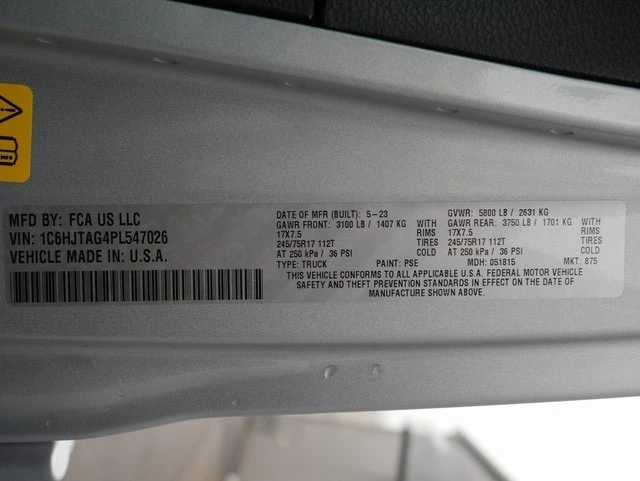 MFD BY: FCA US LLC
VIN: 1C6HJTAG4PL547026
VEHICLE MADE IN: U.S.A.
DATE OF MFR (BUILT): 5-23 GVWR: 5800 LB / 2631 KG
GAWR FRONT: 3100 LB / 1407 KG WITH GAWR REAR: 3750 LB / 1701 KG WITH
17X7.5 RIMS 17X7.5 RIMS
245/75R17 112T TIRES 245/75R17 112T TIRES
AT 250 kPa / 36 PSI COLD AT 250 kPa / 36 PSI COLD
TYPE: TRUCK PAINT: PSE MDH: 051815 MKT: 875
THIS VEHICLE CONFORMS TO ALL APPLICABLE U.S.A. FEDERAL MOTOR VEHICLE
SAFETY AND THEFT PREVENTION STANDARDS IN EFFECT ON THE DATE OF
MANUFACTURE SHOWN ABOVE.